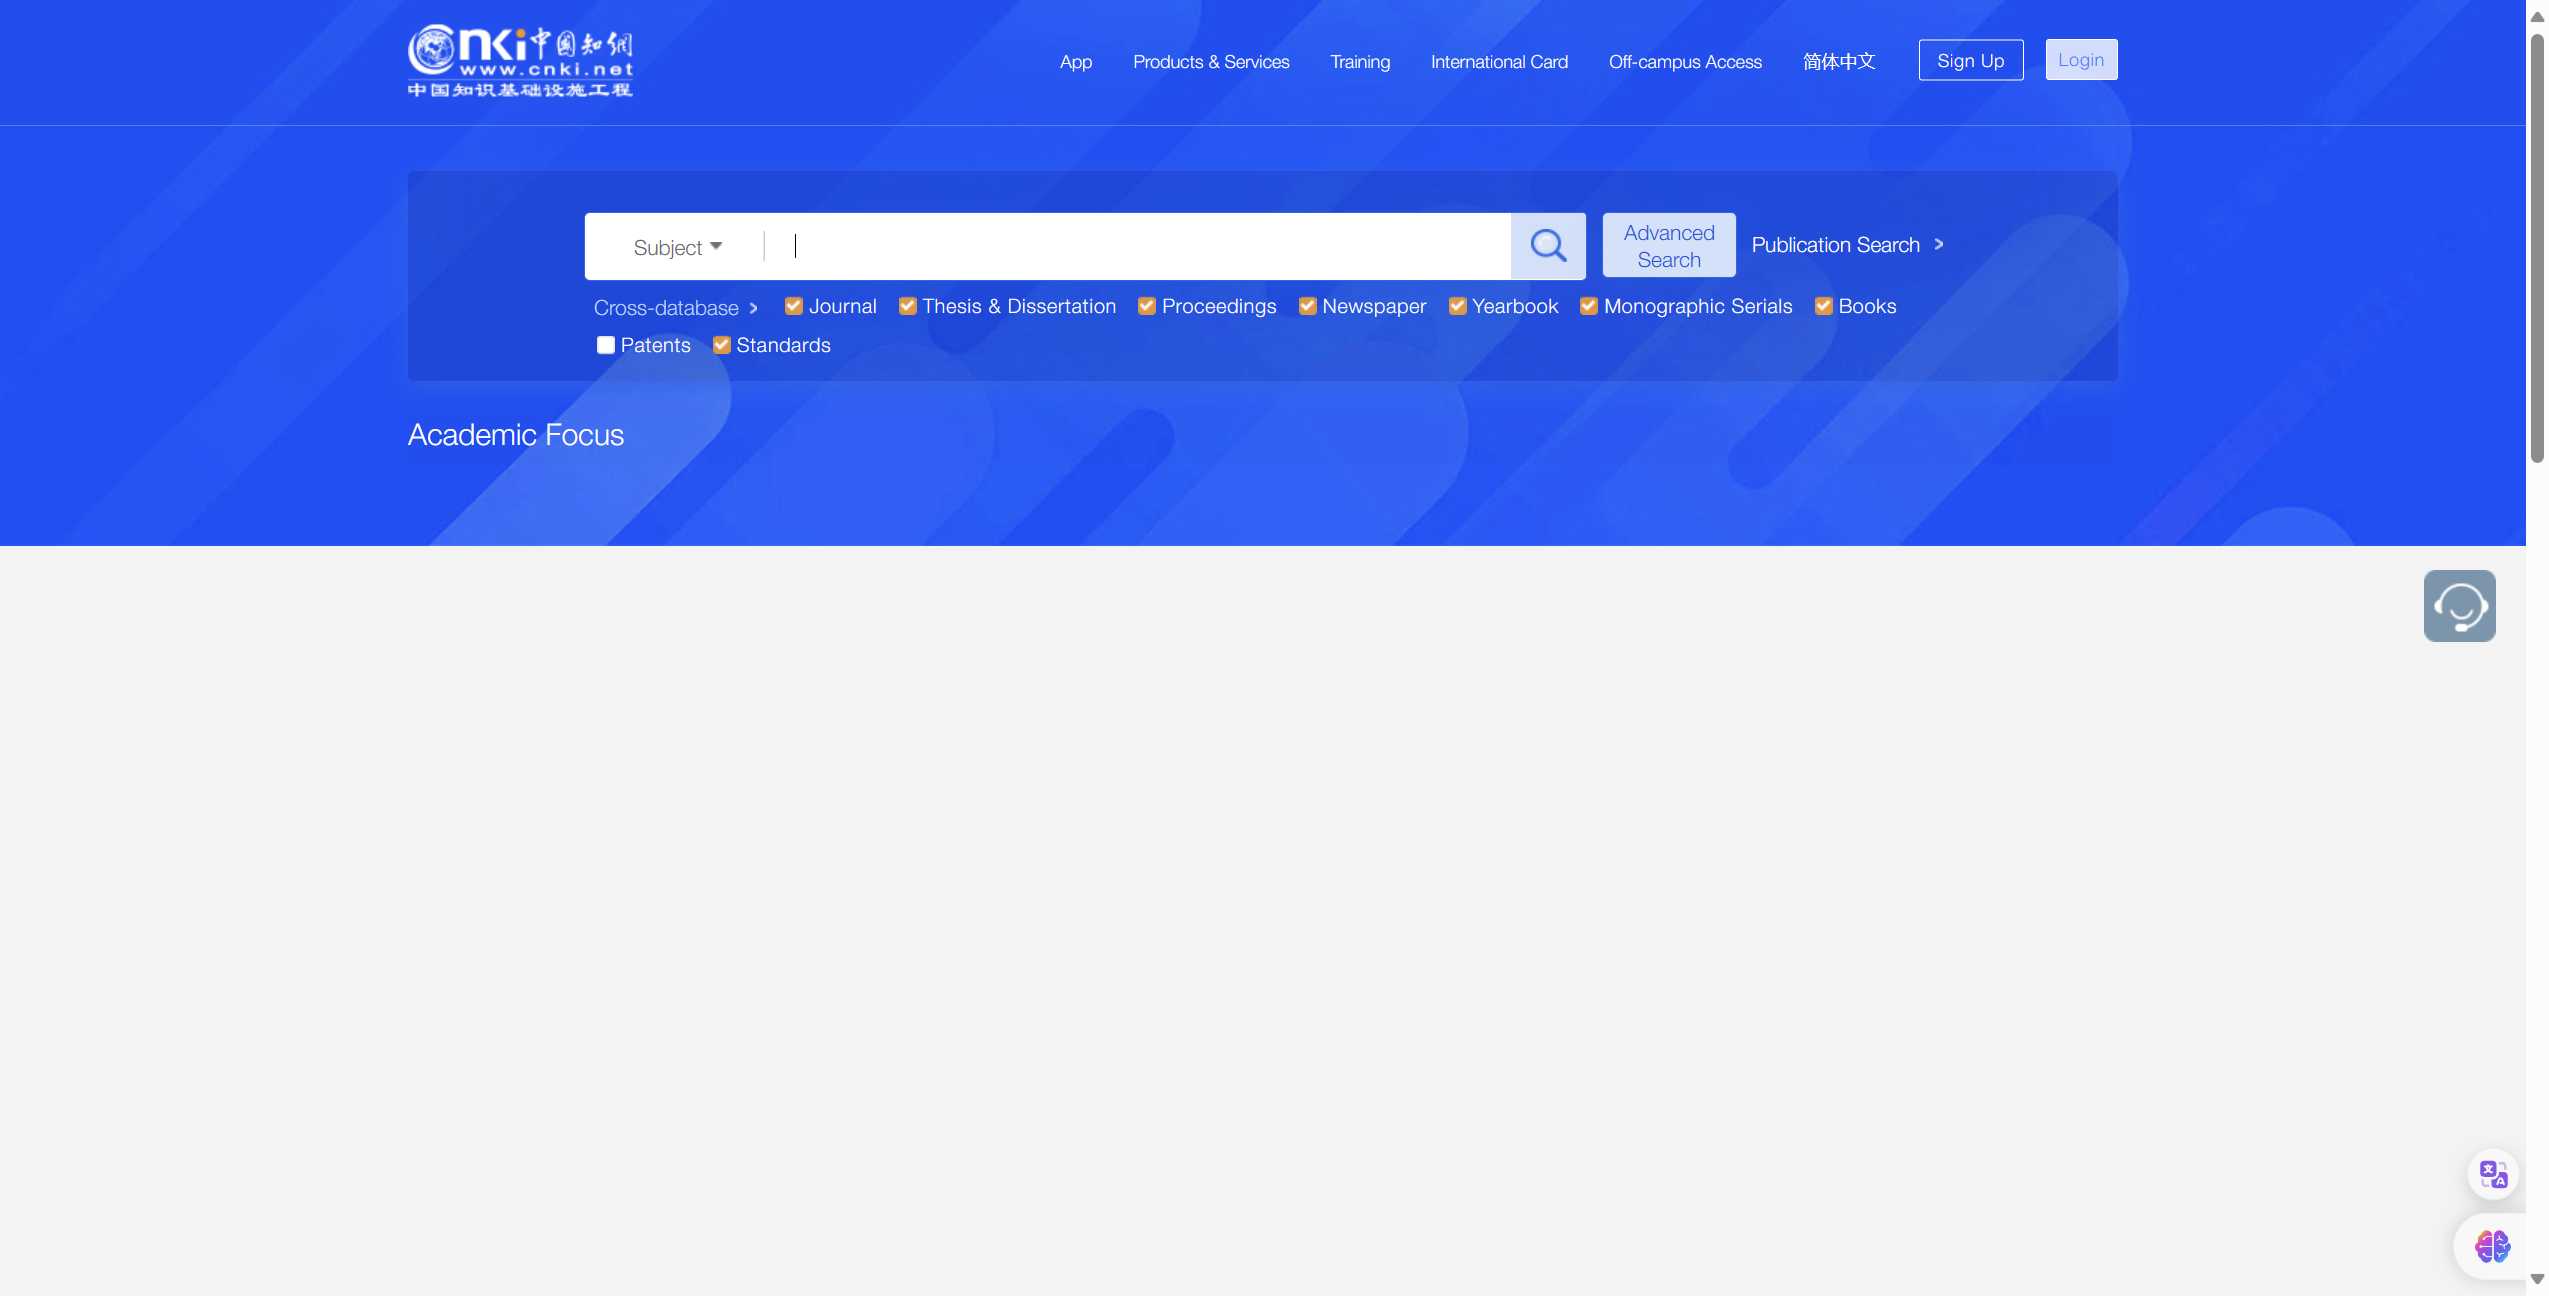 cnki中国知網
www.cnki.net
中国知识基础设施工程
App Products & Services Training International Card Off-campus Access 简体中文 Sign Up Login
Subject
Advanced
Search
Publication Search
Cross-database Journal Thesis & Dissertation Proceedings Newspaper Yearbook Monographic Serials Books
Patents Standards
Academic Focus
文
A